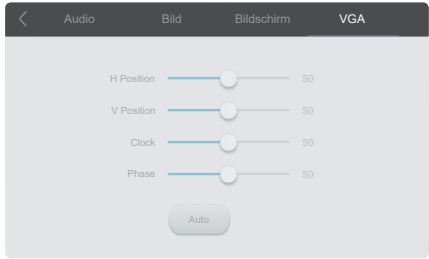 Audio Bild Bildschirm VGA
H Position 50
V Position 50
Clock 50
Phase 50
Auto